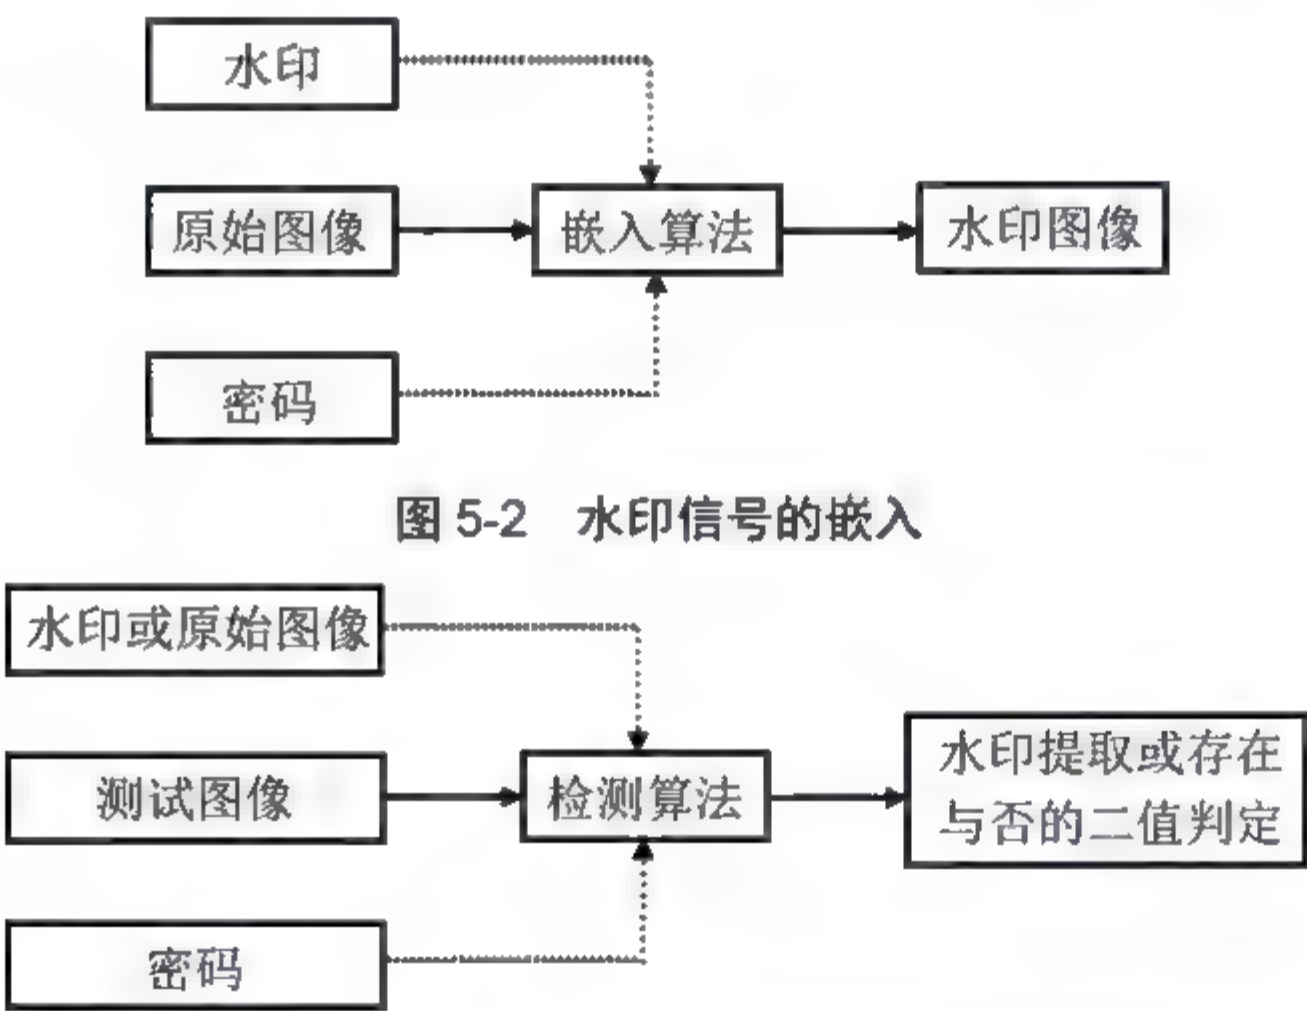 水印
原始图像
嵌入算法
水印图像
密码
图 5-2 水印信号的嵌入
水印或原始图像
测试图像
检测算法
水印提取或存在
与否的二值判定
密码